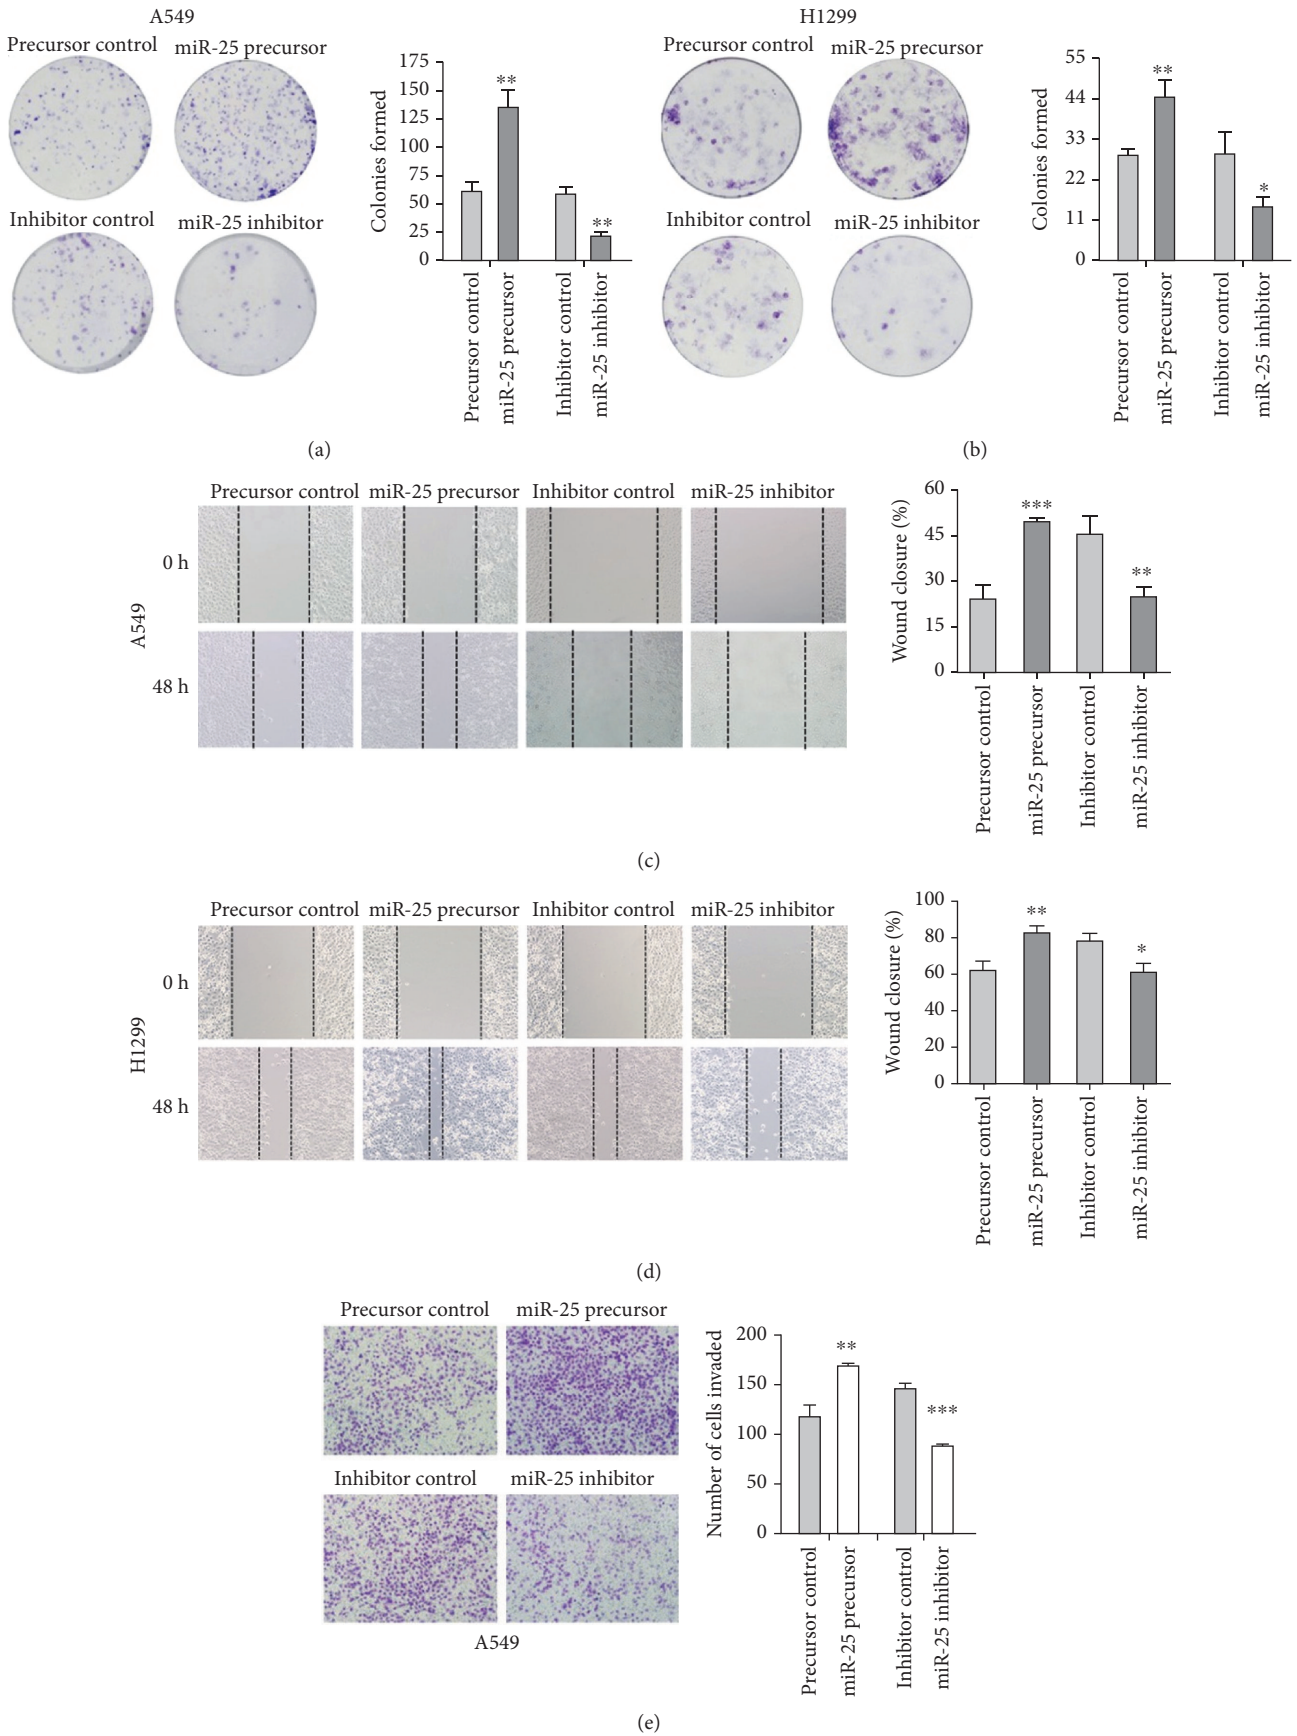 A549
Precursor control
miR-25 precursor
Inhibitor control
miR-25 inhibitor
Colonies formed
175
150
125
100
75
50
25
0
**
**
Precursor control
miR-25 precursor
Inhibitor control
miR-25 inhibitor
(a)
H1299
Precursor control
miR-25 precursor
Inhibitor control
miR-25 inhibitor
Colonies formed
55
44
33
22
11
0
**
*
Precursor control
miR-25 precursor
Inhibitor control
miR-25 inhibitor
(b)
Precursor control
miR-25 precursor
Inhibitor control
miR-25 inhibitor
A549
0 h
48 h
Wound closure (%)
60
45
30
15
0
***
**
Precursor control
miR-25 precursor
Inhibitor control
miR-25 inhibitor
(c)
Precursor control
miR-25 precursor
Inhibitor control
miR-25 inhibitor
H1299
0 h
48 h
Wound closure (%)
100
80
60
40
20
0
**
*
Precursor control
miR-25 precursor
Inhibitor control
miR-25 inhibitor
(d)
Precursor control
miR-25 precursor
Inhibitor control
miR-25 inhibitor
A549
Number of cells invaded
200
150
100
50
0
**
***
Precursor control
miR-25 precursor
Inhibitor control
miR-25 inhibitor
(e)